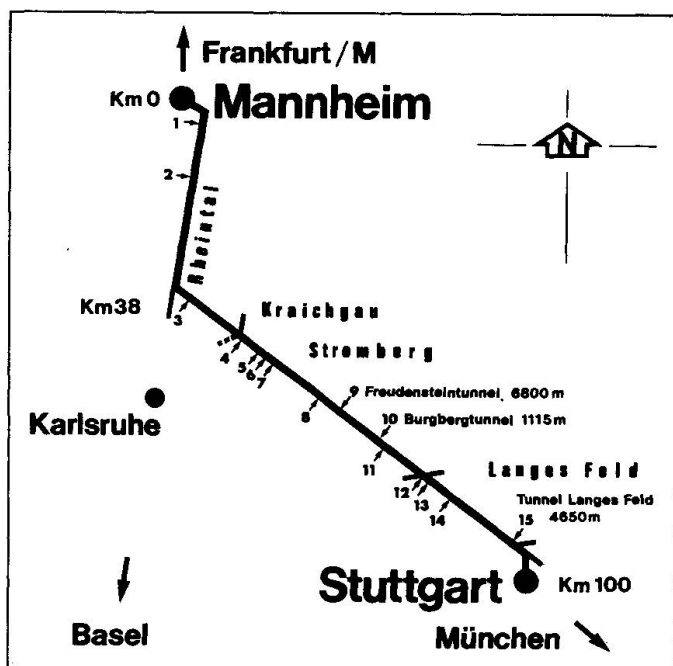 Frankfurt/M
Km 0
Mannheim
1
N
2
Rheintal
Km 38
3
Kraichgau
4
Stromberg
5
6
7
Karlsruhe
8
9 Freudensteintunnel 6800 m
10 Burgbergtunnel 1115 m
11
Langes Feld
12
13
14
Tunnel Langes Feld
15 4650 m
Stuttgart
Km 100
Basel
München